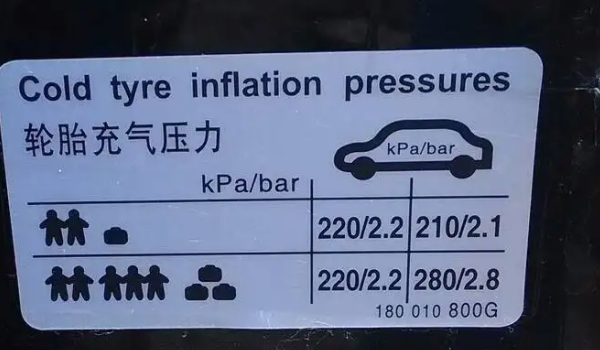 Cold tyre inflation pressures
轮胎充气压力
kPa/bar
kPa/bar
220/2.2 210/2.1
220/2.2 280/2.8
180 010 800G